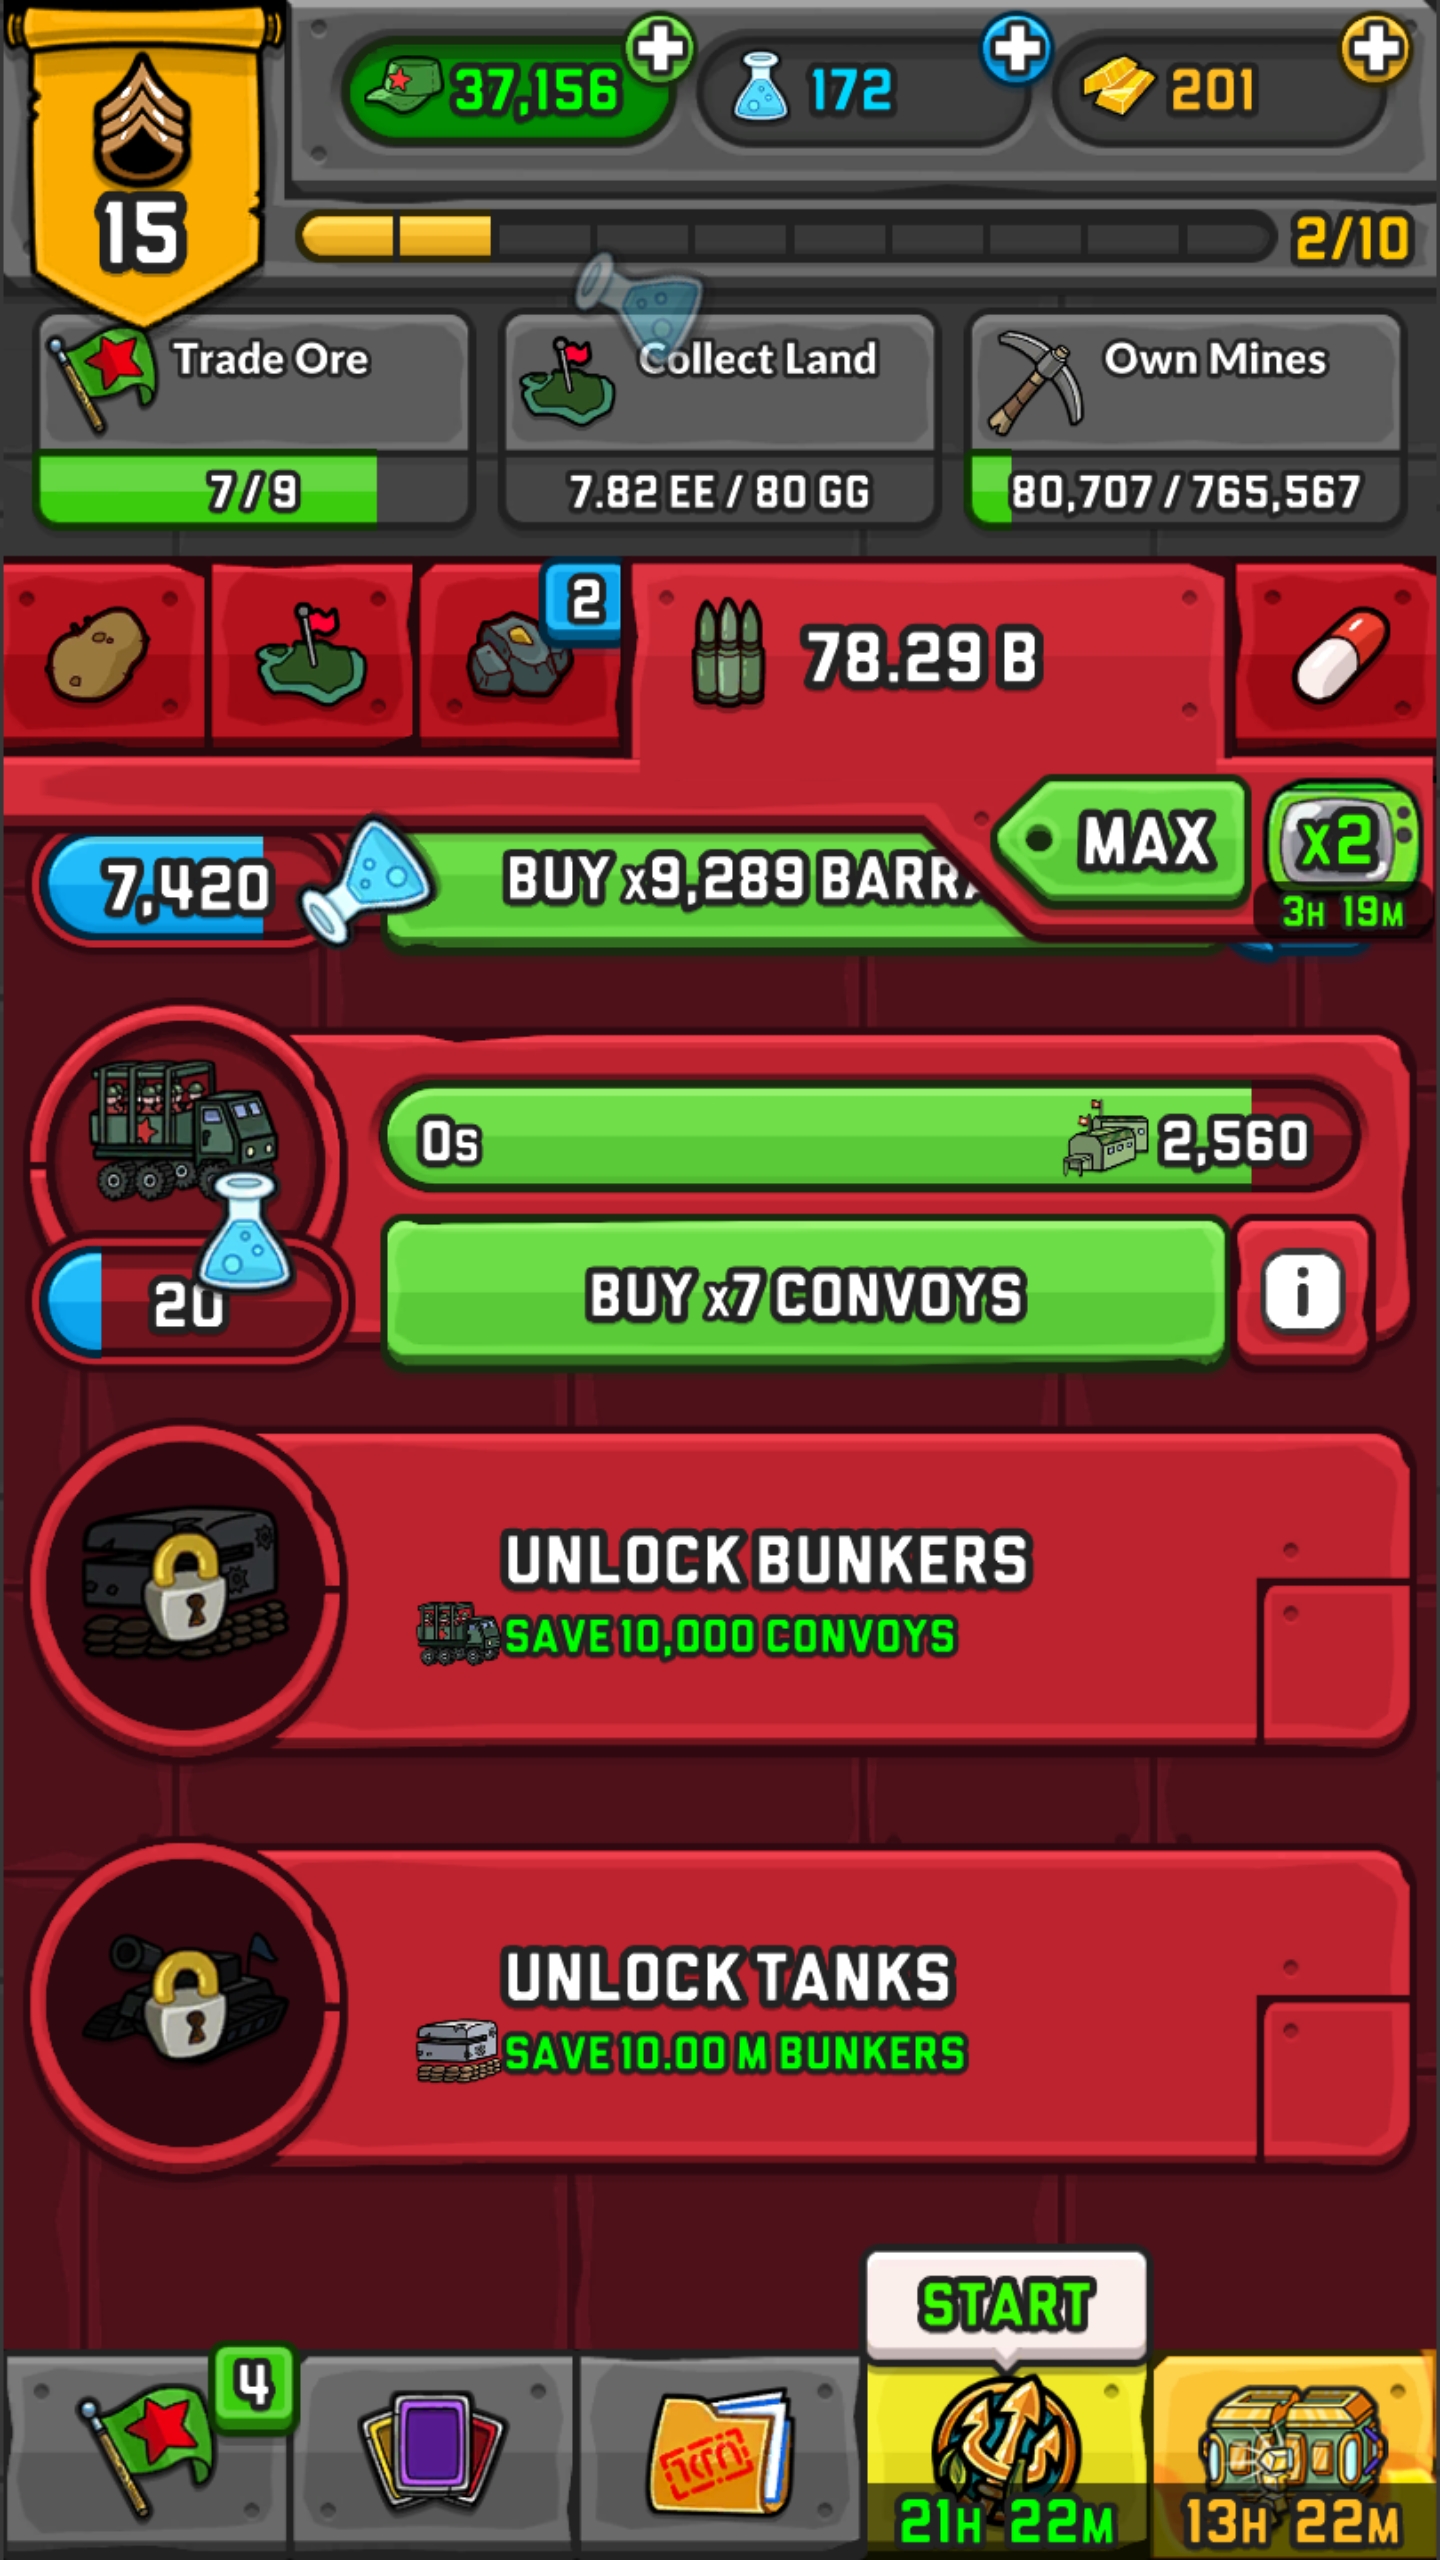 37,156
172
201
15
2/10
Trade Ore
Collect Land
Own Mines
7/9
7.82 EE / 80 GG
80,707 / 765,567
2
78.29 B
MAX
x2
3H 19M
7,420
BUY x9,289 BARRA
0s
2,560
20
BUY x7 CONVOYS
i
UNLOCK BUNKERS
SAVE 10,000 CONVOYS
UNLOCK TANKS
SAVE 10.00 M BUNKERS
START
4
21H 22M
13H 22M